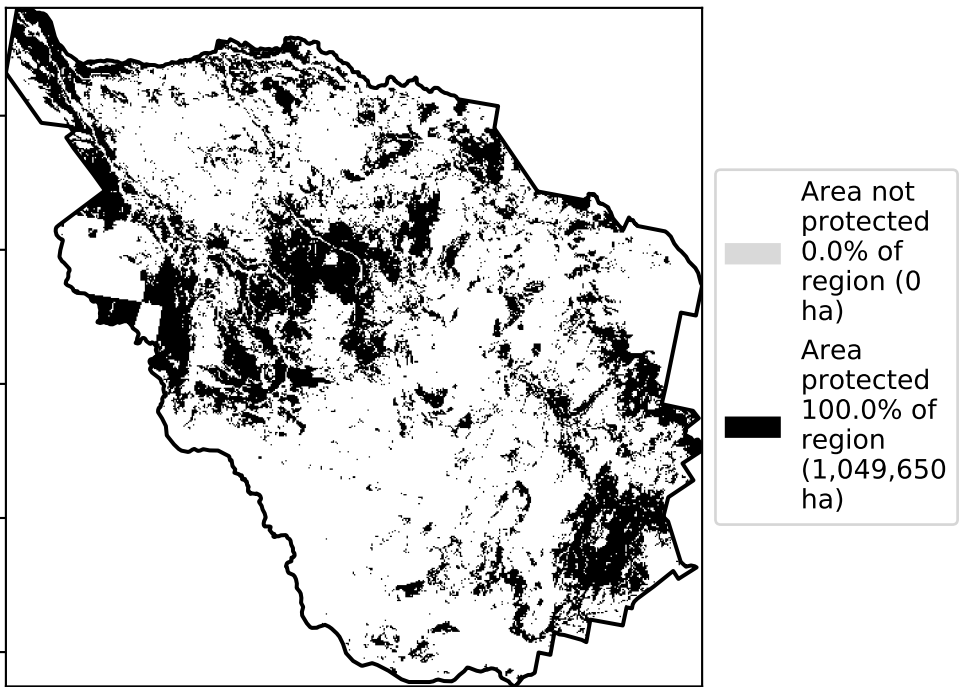 Area not
protected
0.0% of
region (0
ha)
Area
protected
100.0% of
region
(1,049,650
ha)